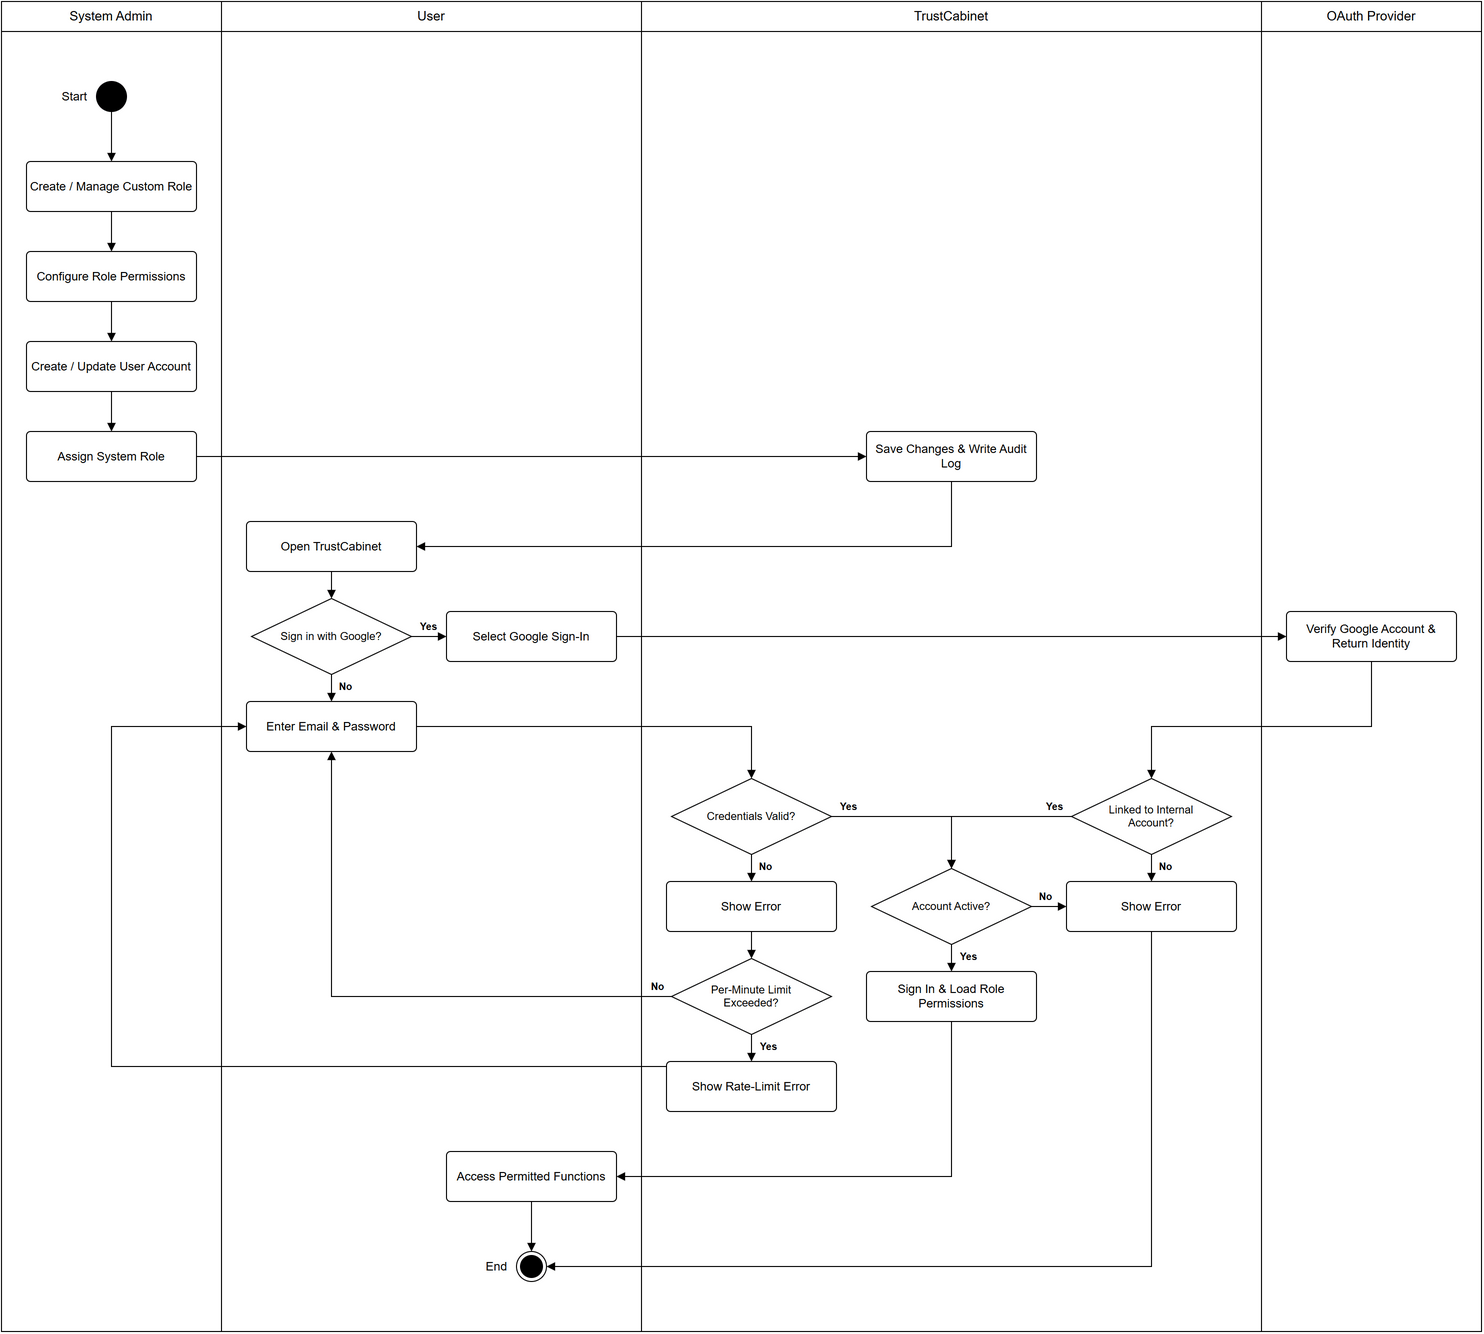 System Admin
User
TrustCabinet
OAuth Provider
Start
Create / Manage Custom Role
Configure Role Permissions
Create / Update User Account
Assign System Role
Save Changes & Write Audit
Log
Open TrustCabinet
Sign in with Google?
Yes
Select Google Sign-In
Verify Google Account &
Return Identity
No
Enter Email & Password
Credentials Valid?
Yes
Yes
Linked to Internal
Account?
No
No
Show Error
Account Active?
No
Show Error
Yes
Per-Minute Limit
Exceeded?
No
Sign In & Load Role
Permissions
Yes
Show Rate-Limit Error
Access Permitted Functions
End